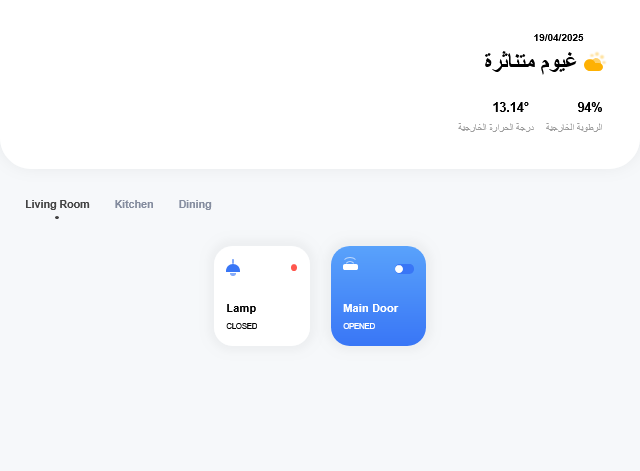 19/04/2025
غيوم متناثرة
94%
13.14°
الرطوبة الخارجية
درجة الحرارة الخارجية
Living Room
Kitchen
Dining
Lamp
CLOSED
Main Door
OPENED